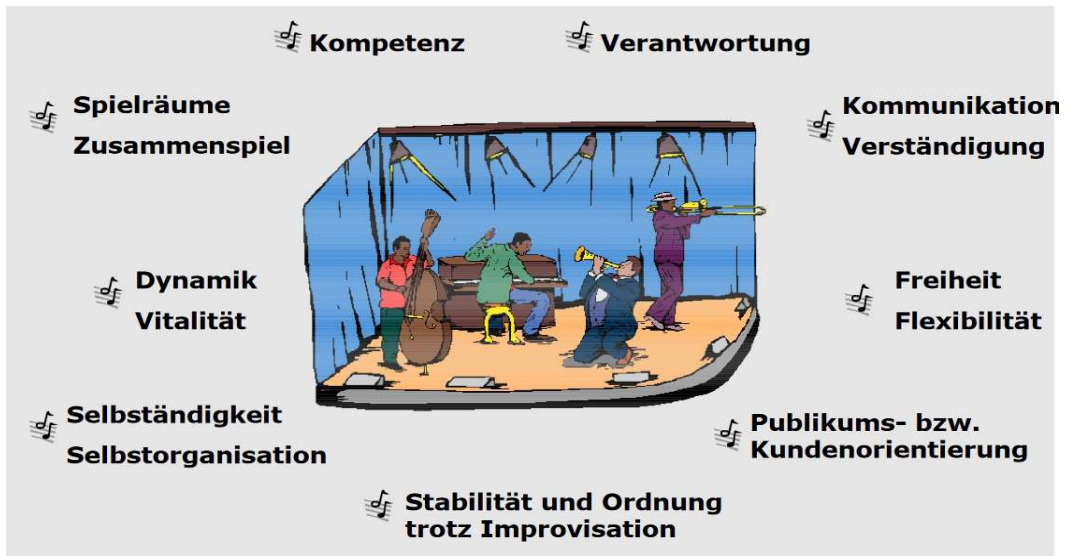 Kompetenz
Verantwortung
Spielräume
Zusammenspiel
Kommunikation
Verständigung
Dynamik
Vitalität
Freiheit
Flexibilität
Selbständigkeit
Selbstorganisation
Publikums- bzw.
Kundenorientierung
Stabilität und Ordnung
trotz Improvisation